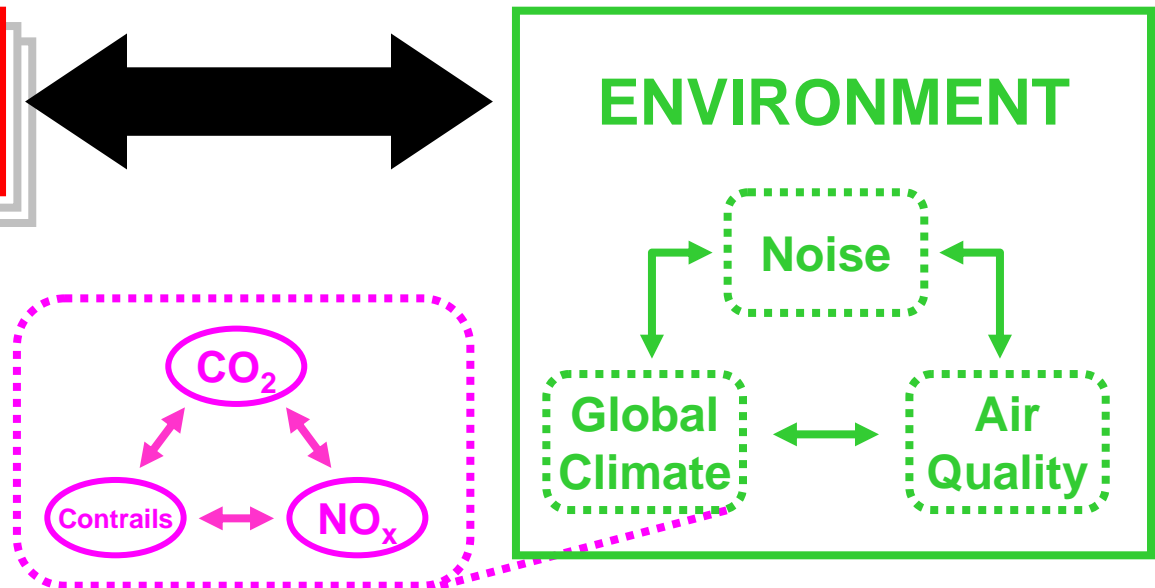 ENVIRONMENT
Noise
Global
Climate
Air
Quality
CO₂
Contrails
NOₓ